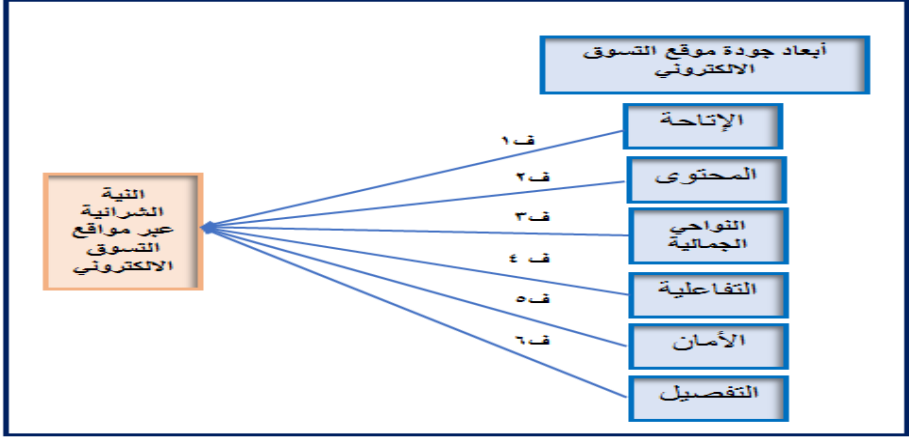 أبعاد جودة موقع التسوق
الالكتروني
الإتاحة
ف١
المحتوى
ف٢
النواحي
الجمالية
ف٣
التفاعلية
ف ٤
الأمان
ف٥
التفصيل
ف٦
النية
الشرائية
عبر مواقع
التسوق
الالكتروني